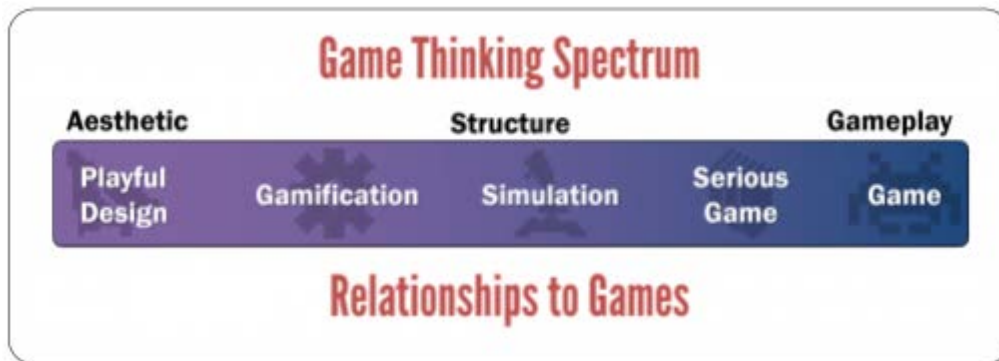 Game Thinking Spectrum
Aesthetic Structure Gameplay
Playful Design Gamification Simulation Serious Game Game
Relationships to Games